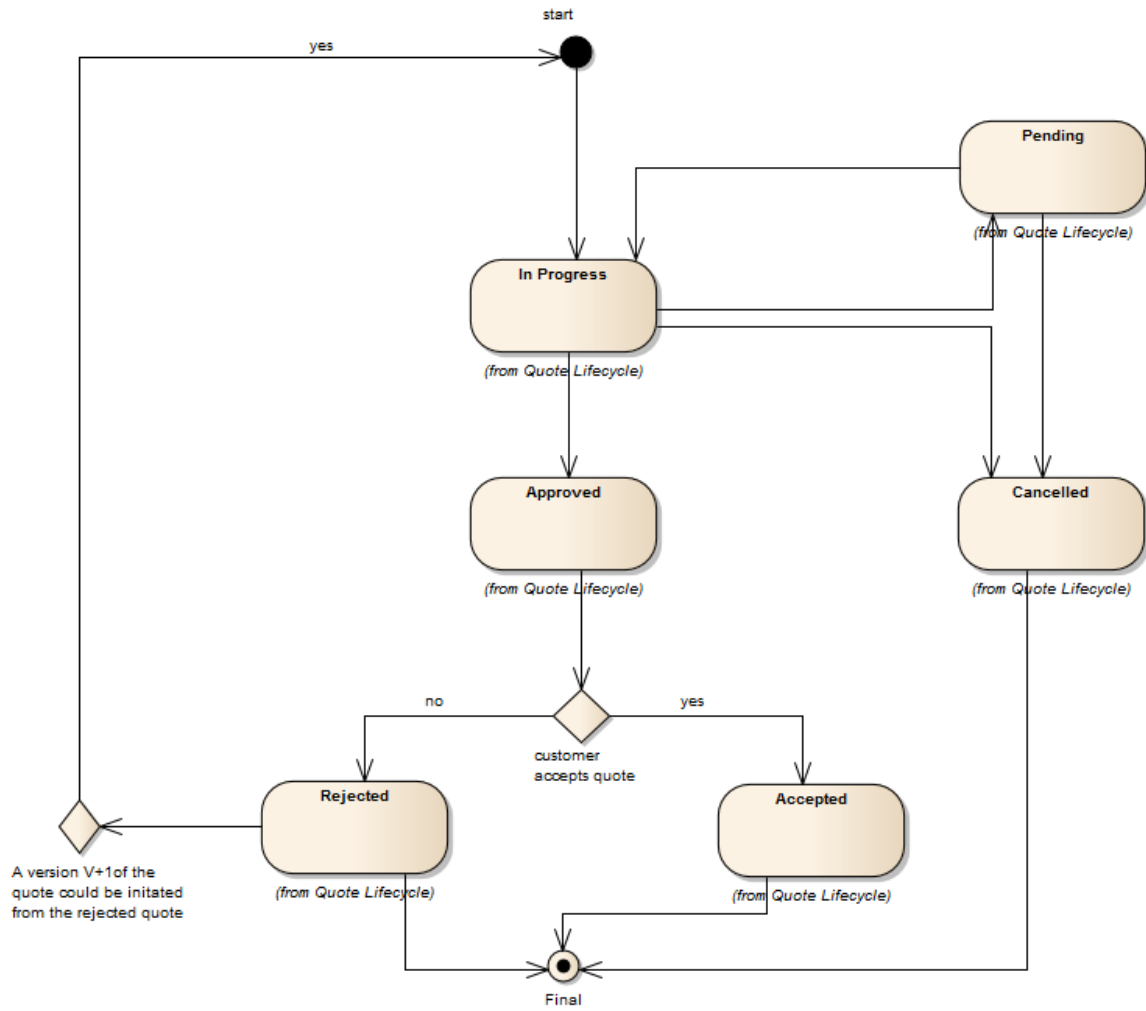 start
yes
Pending
(from Quote Lifecycle)
In Progress
(from Quote Lifecycle)
Approved
(from Quote Lifecycle)
Cancelled
(from Quote Lifecycle)
no
yes
customer
accepts quote
Rejected
(from Quote Lifecycle)
Accepted
(from Quote Lifecycle)
A version V+1of the
quote could be initated
from the rejected quote
Final